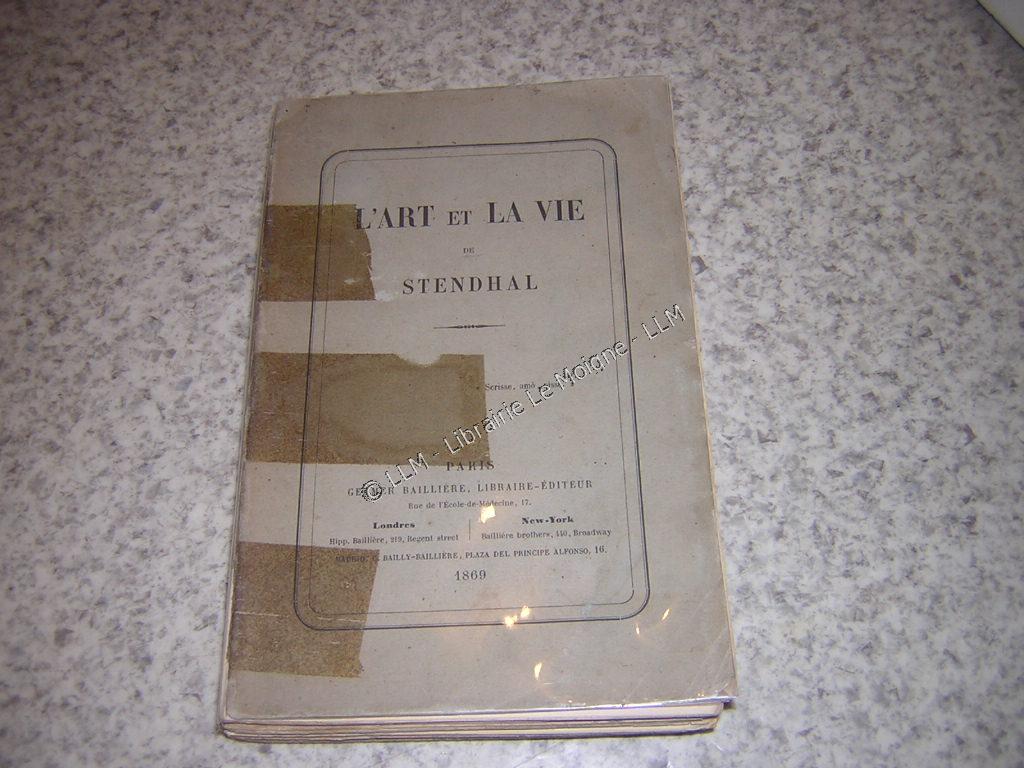 L'ART ET LA VIE
DE
STENDHAL
Scrisse, amò
PARIS
GERMER BAILLIÈRE, LIBRAIRE-ÉDITEUR
Rue de l'École-de-Médecine, 17.
Londres
Hipp. Baillière, 219, Regent street
New-York
Baillière brothers, 440, Broadway
MADRID, C. BAILLY-BAILLIÈRE, PLAZA DEL PRINCIPE ALFONSO, 16.
1869
© LLM - Librairie Le Moigne - LLM